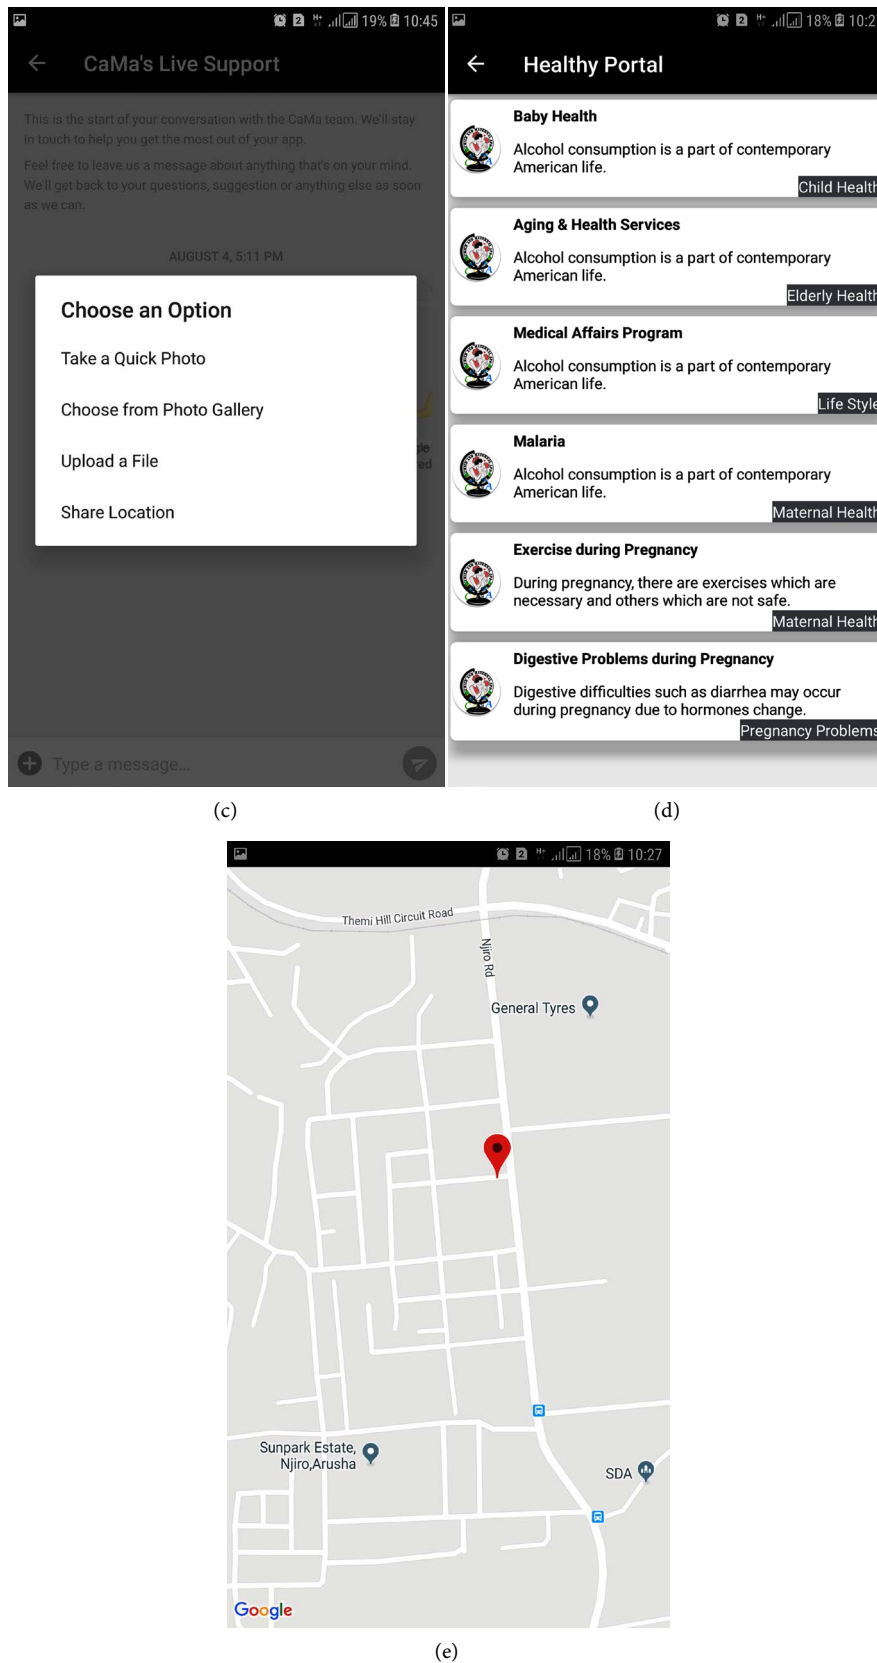 19% 10:45
CaMa's Live Support
This is the start of your conversation with the CaMa team. We'll stay
in touch to help you get the most out of your app.
Feel free to leave us a message about anything that's on your mind.
We'll get back to your questions, suggestion or anything else as soon
as we can.
AUGUST 4, 5:11 PM
Choose an Option
Take a Quick Photo
Choose from Photo Gallery
Upload a File
Share Location
Type a message...
(c)
18% 10:27
Healthy Portal
Baby Health
Alcohol consumption is a part of contemporary
American life.
Child Health
Aging & Health Services
Alcohol consumption is a part of contemporary
American life.
Elderly Health
Medical Affairs Program
Alcohol consumption is a part of contemporary
American life.
Life Style
Malaria
Alcohol consumption is a part of contemporary
American life.
Maternal Health
Exercise during Pregnancy
During pregnancy, there are exercises which are
necessary and others which are not safe.
Maternal Health
Digestive Problems during Pregnancy
Digestive difficulties such as diarrhea may occur
during pregnancy due to hormones change.
Pregnancy Problems
(d)
2 H+ 18% 10:27
Themi Hill Circuit Road
Njiro Rd
General Tyres
Sunpark Estate,
Njiro,Arusha
SDA
Google
(e)